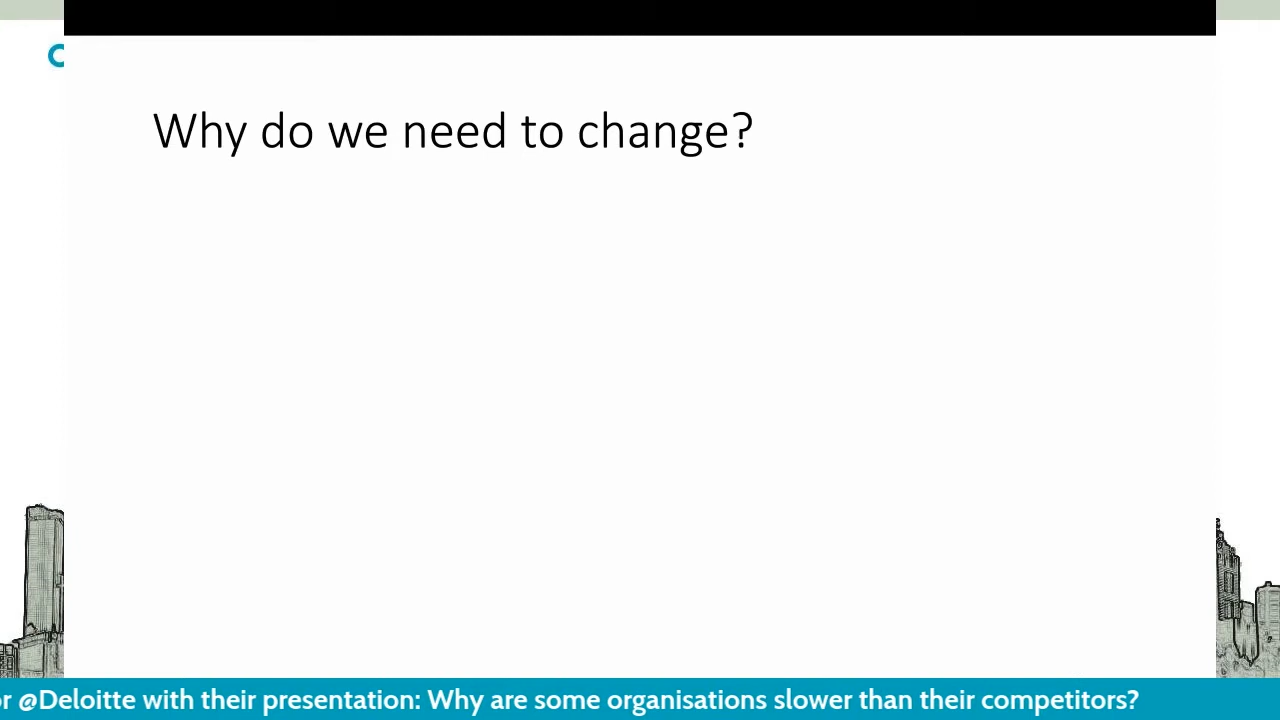 Why do we need to change?
@Deloitte with their presentation: Why are some organisations slower than their competitors?